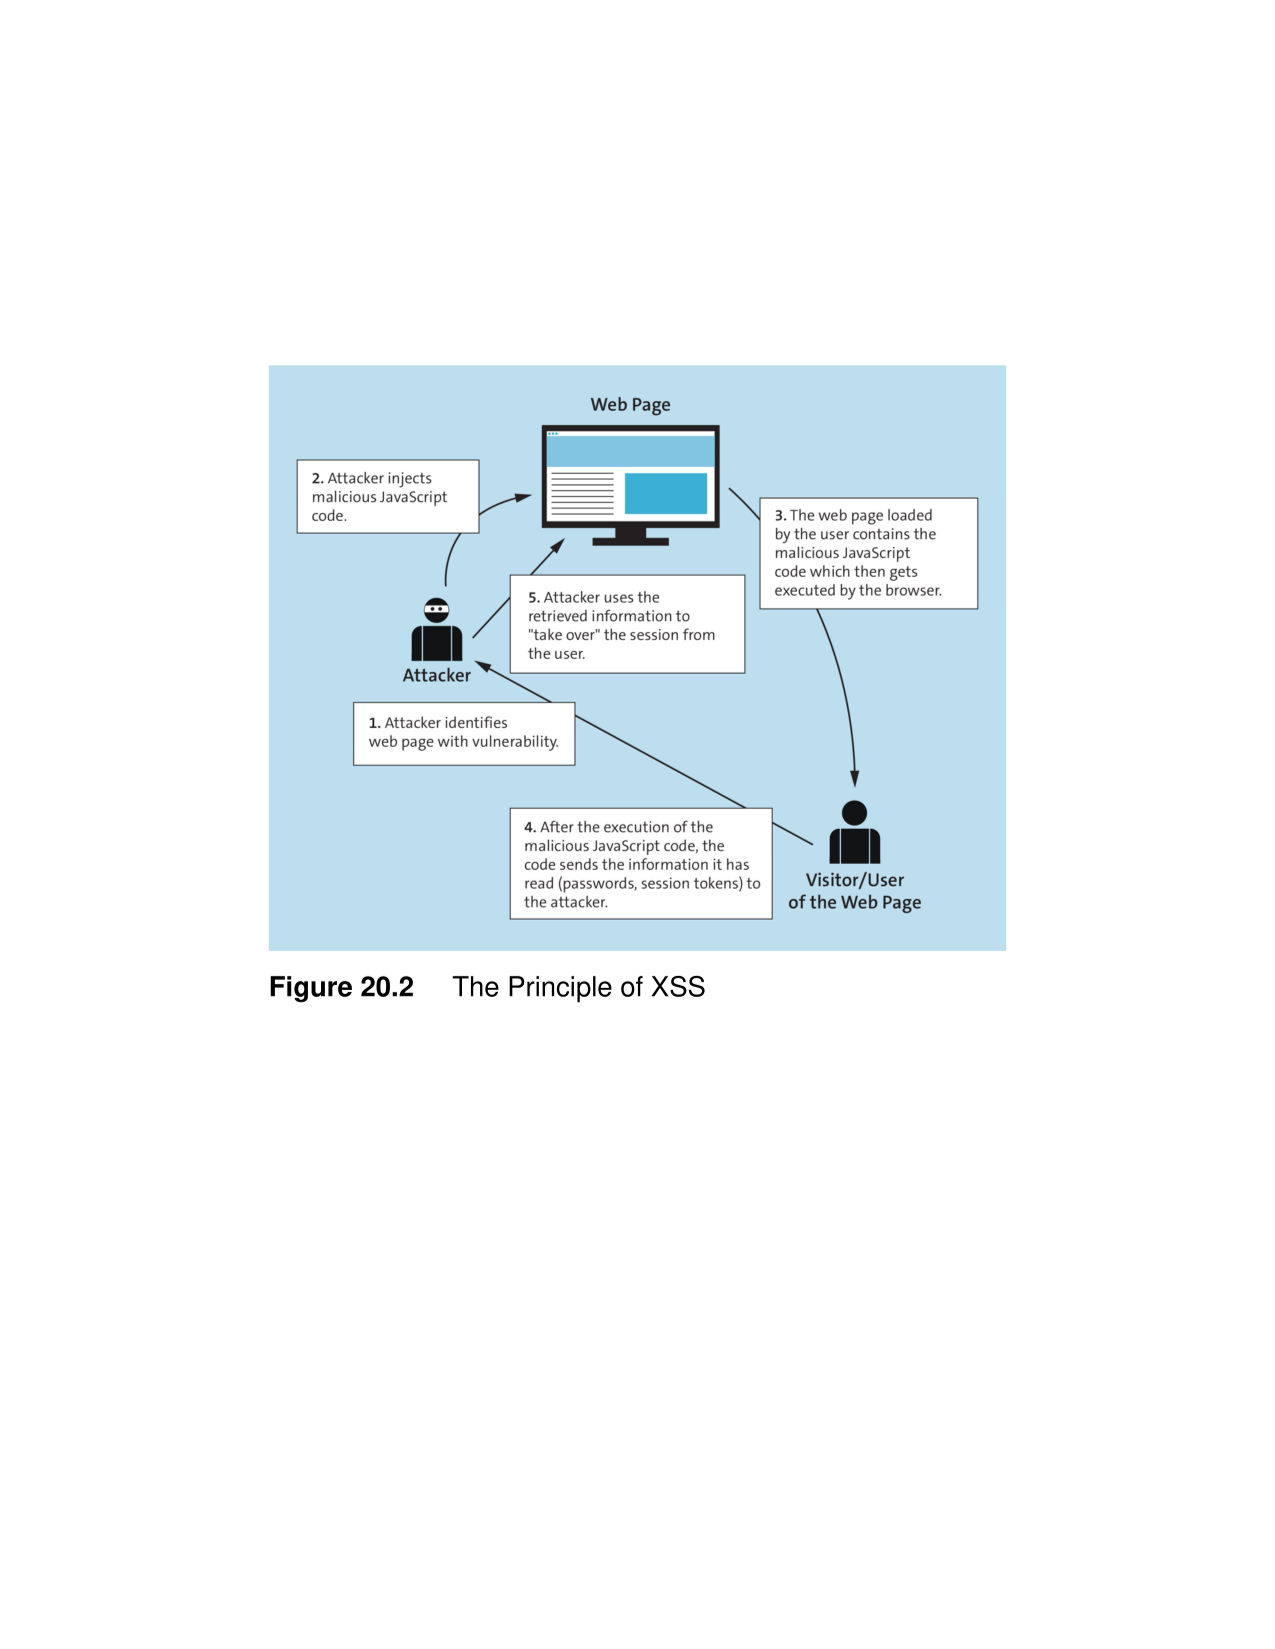 Web Page
2. Attacker injects
malicious JavaScript
code.
3. The web page loaded
by the user contains the
malicious JavaScript
code which then gets
executed by the browser.
5. Attacker uses the
retrieved information to
"take over" the session from
the user.
Attacker
1. Attacker identifies
web page with vulnerability.
4. After the execution of the
malicious JavaScript code, the
code sends the information it has
read (passwords, session tokens) to
the attacker.
Visitor/User
of the Web Page
Figure 20.2 The Principle of XSS